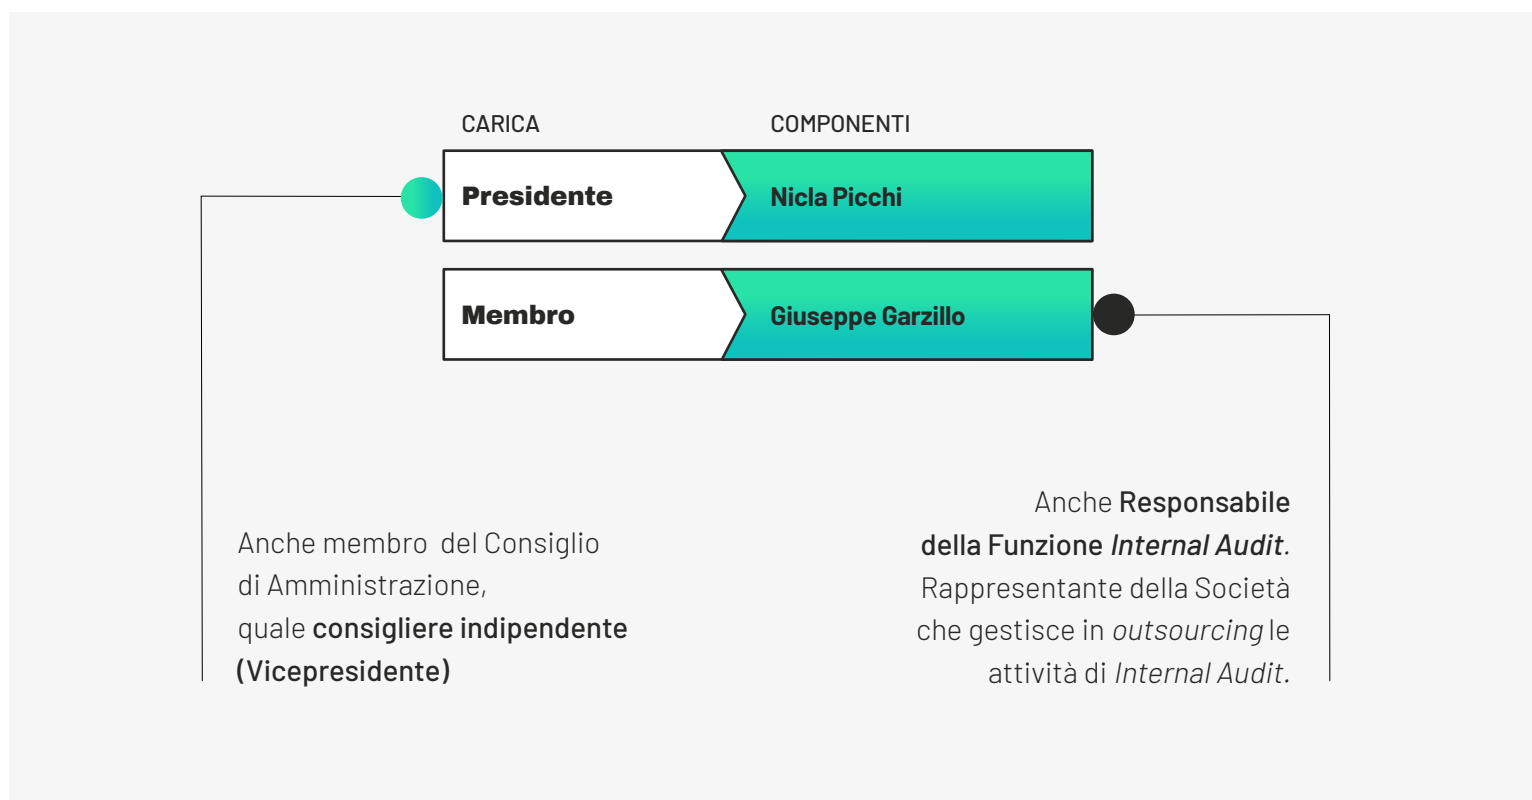 CARICA
COMPONENTI
Presidente
Nicla Picchi
Membro
Giuseppe Garzillo
Anche membro del Consiglio
di Amministrazione,
quale consigliere indipendente
(Vicepresidente)
Anche Responsabile
della Funzione Internal Audit.
Rappresentante della Società
che gestisce in outsourcing le
attività di Internal Audit.